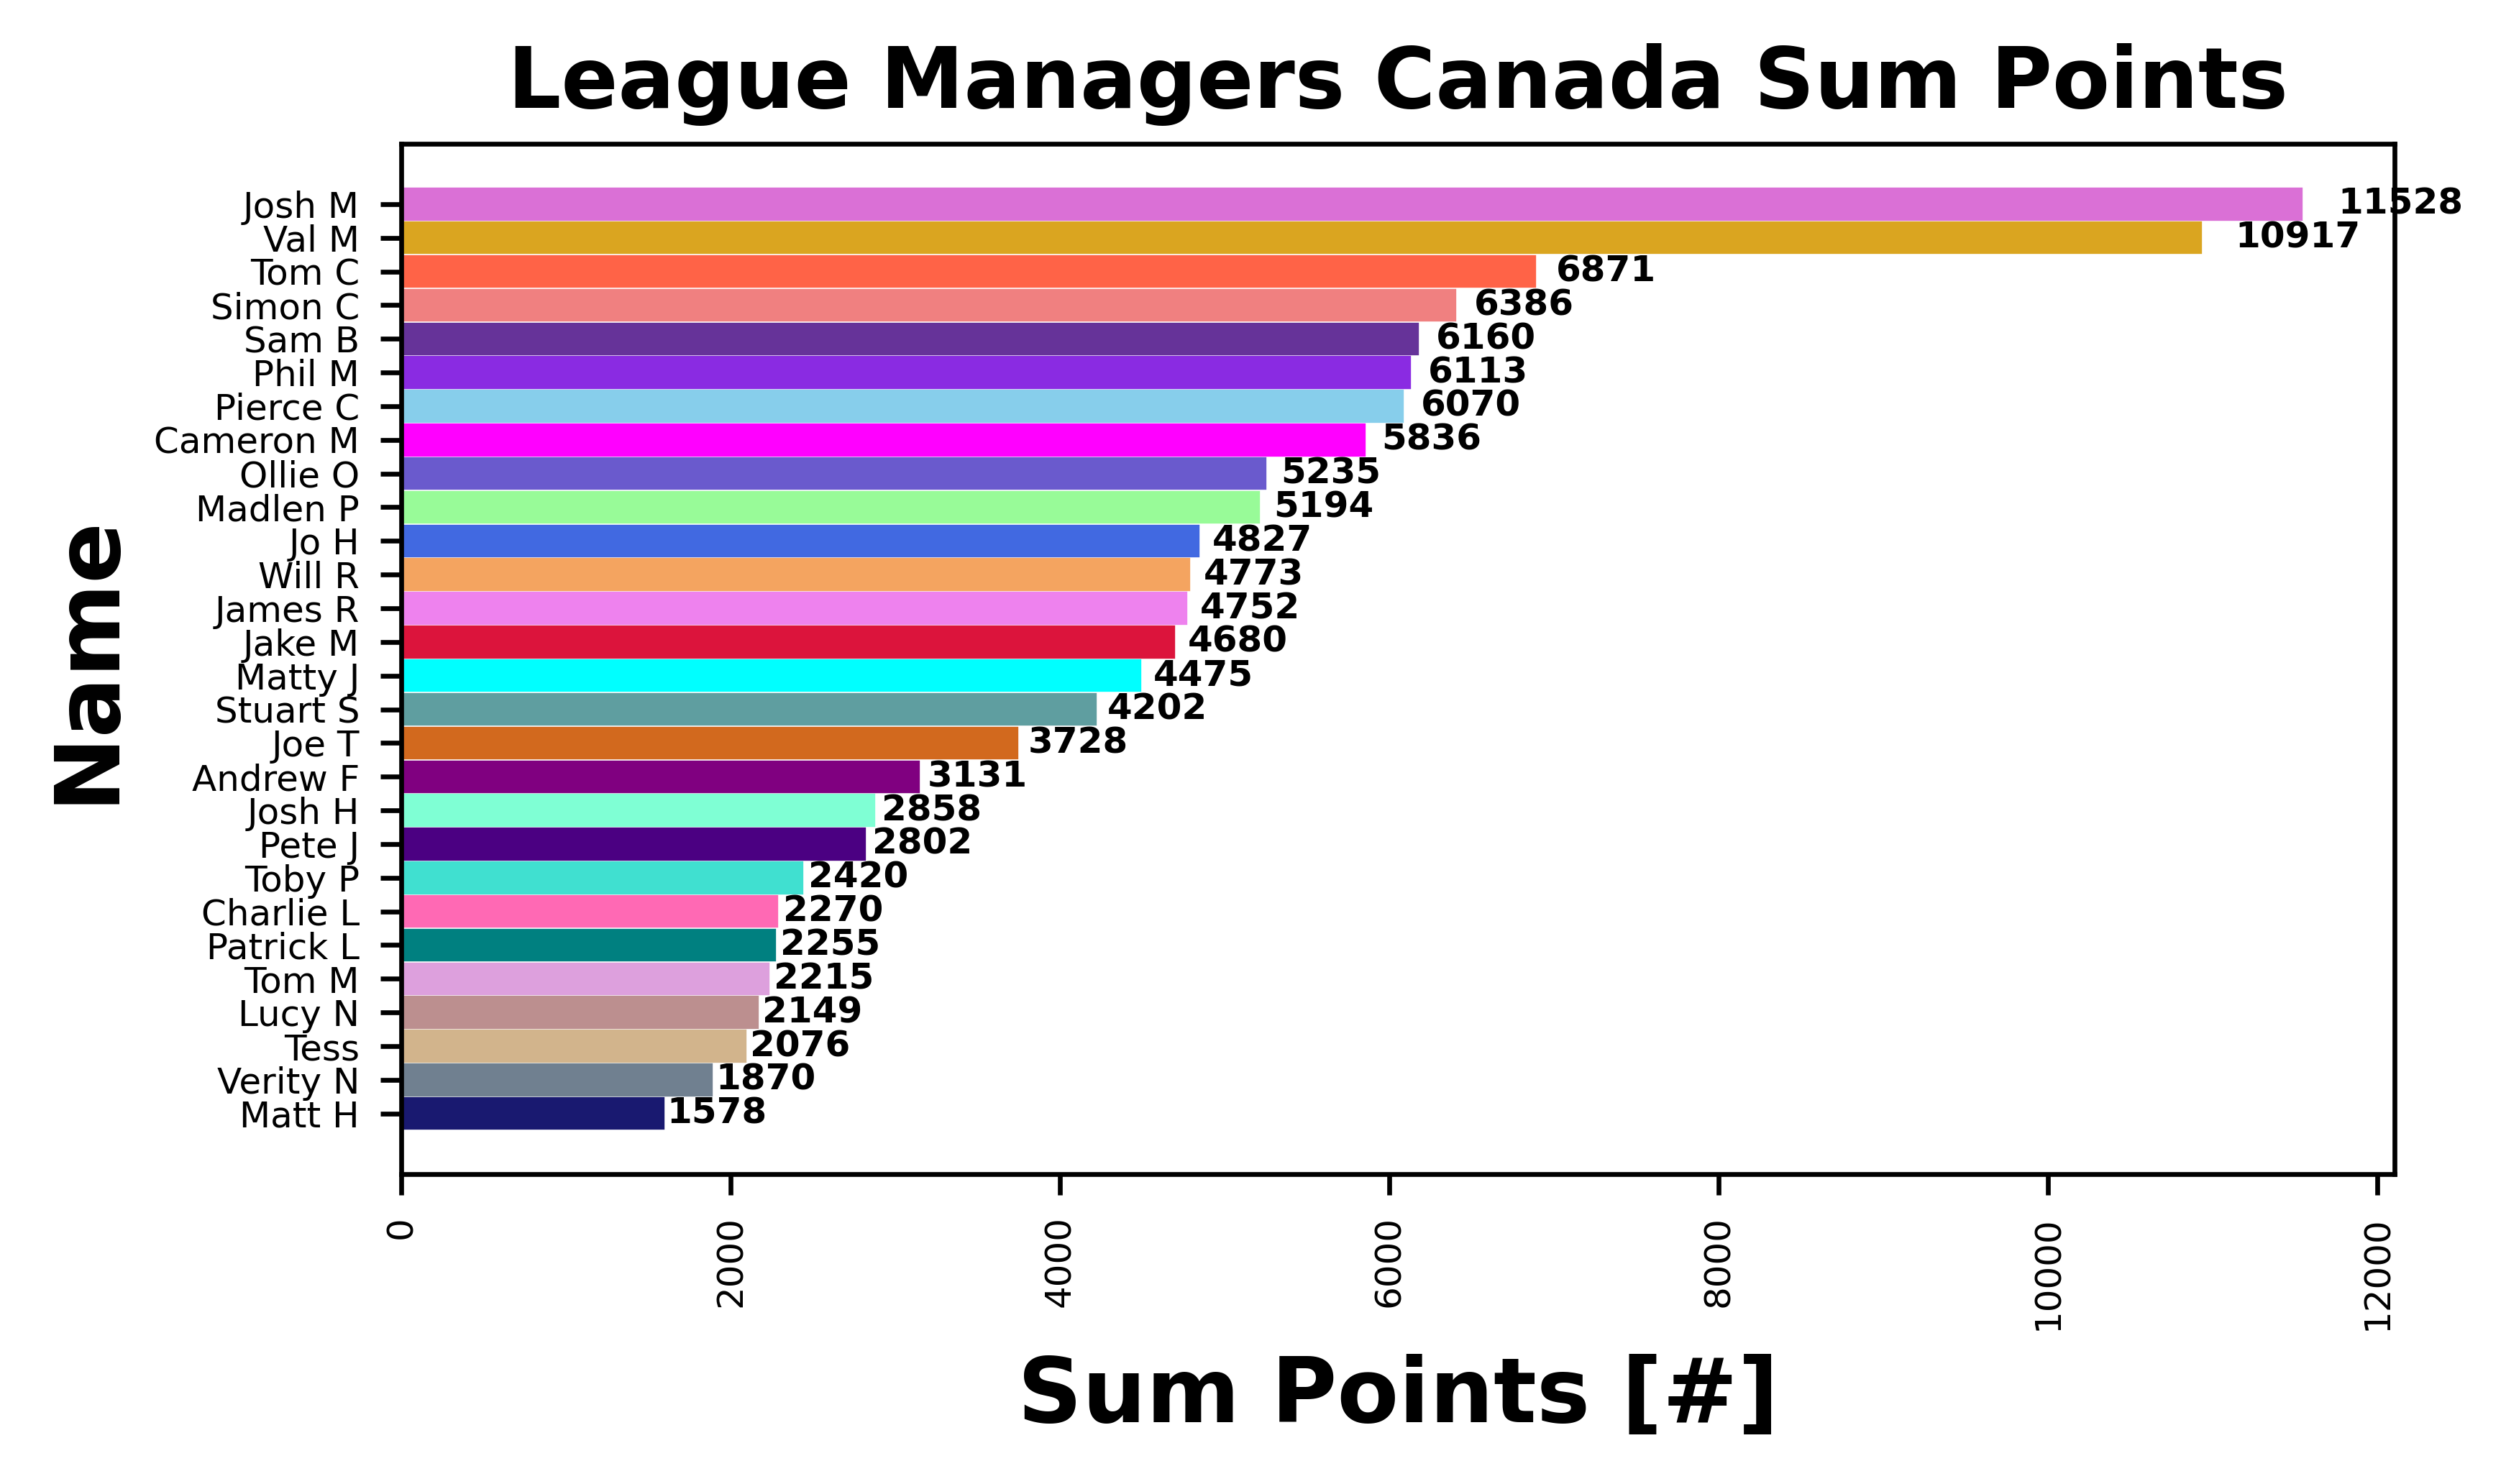 League Managers Canada Sum Points
Josh M 11528
Val M 10917
Tom C 6871
Simon C 6386
Sam B 6160
Phil M 6113
Pierce C 6070
Cameron M 5836
Ollie O 5235
Madlen P 5194
Jo H 4827
Will R 4773
James R 4752
Jake M 4680
Matty J 4475
Stuart S 4202
Joe T 3728
Andrew F 3131
Josh H 2858
Pete J 2802
Toby P 2420
Charlie L 2270
Patrick L 2255
Tom M 2215
Lucy N 2149
Tess 2076
Verity N 1870
Matt H 1578
Name
0 2000 4000 6000 8000 10000 12000
Sum Points [#]